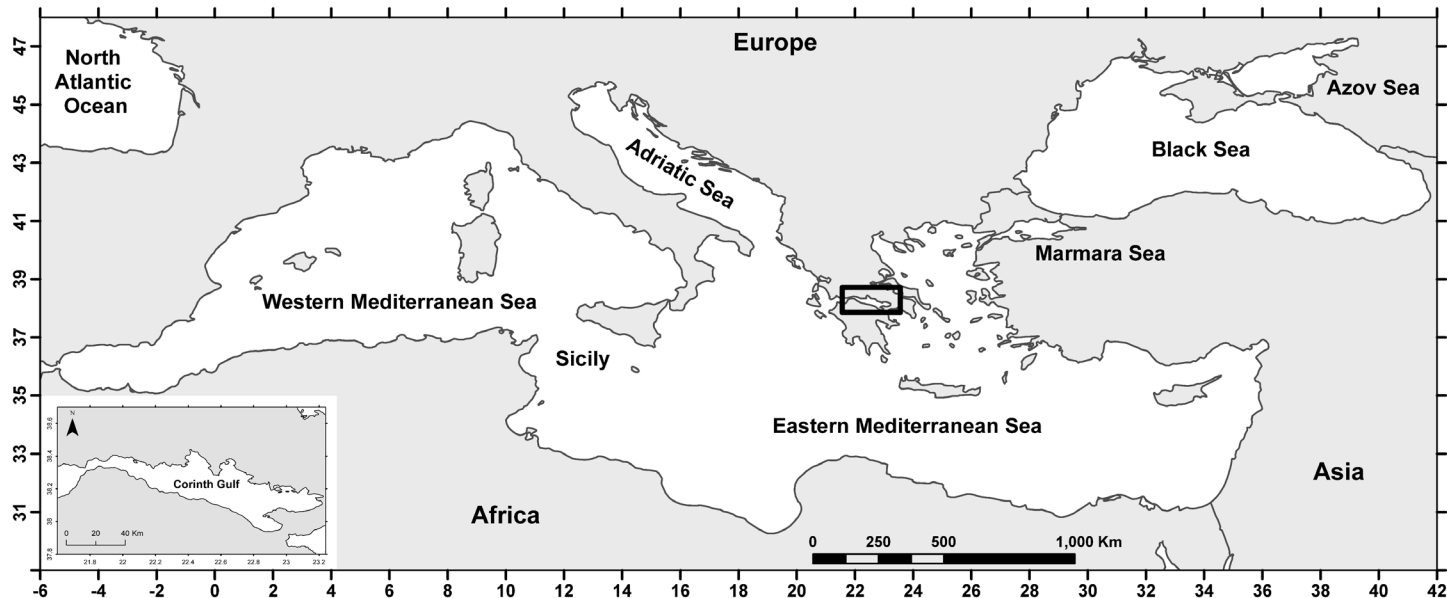 Europe
North
Atlantic
Ocean
Azov Sea
Black Sea
Adriatic Sea
Marmara Sea
Western Mediterranean Sea
Sicily
Eastern Mediterranean Sea
Asia
Africa
0 250 500 1,000 Km
47
45
43
41
39
37
35
33
31
-6 -4 -2 0 2 4 6 8 10 12 14 16 18 20 22 24 26 28 30 32 34 36 38 40 42
N
Corinth Gulf
0 20 40 Km
38.6
38.4
38.2
38
37.8
21.8 22 22.2 22.4 22.6 22.8 23 23.2